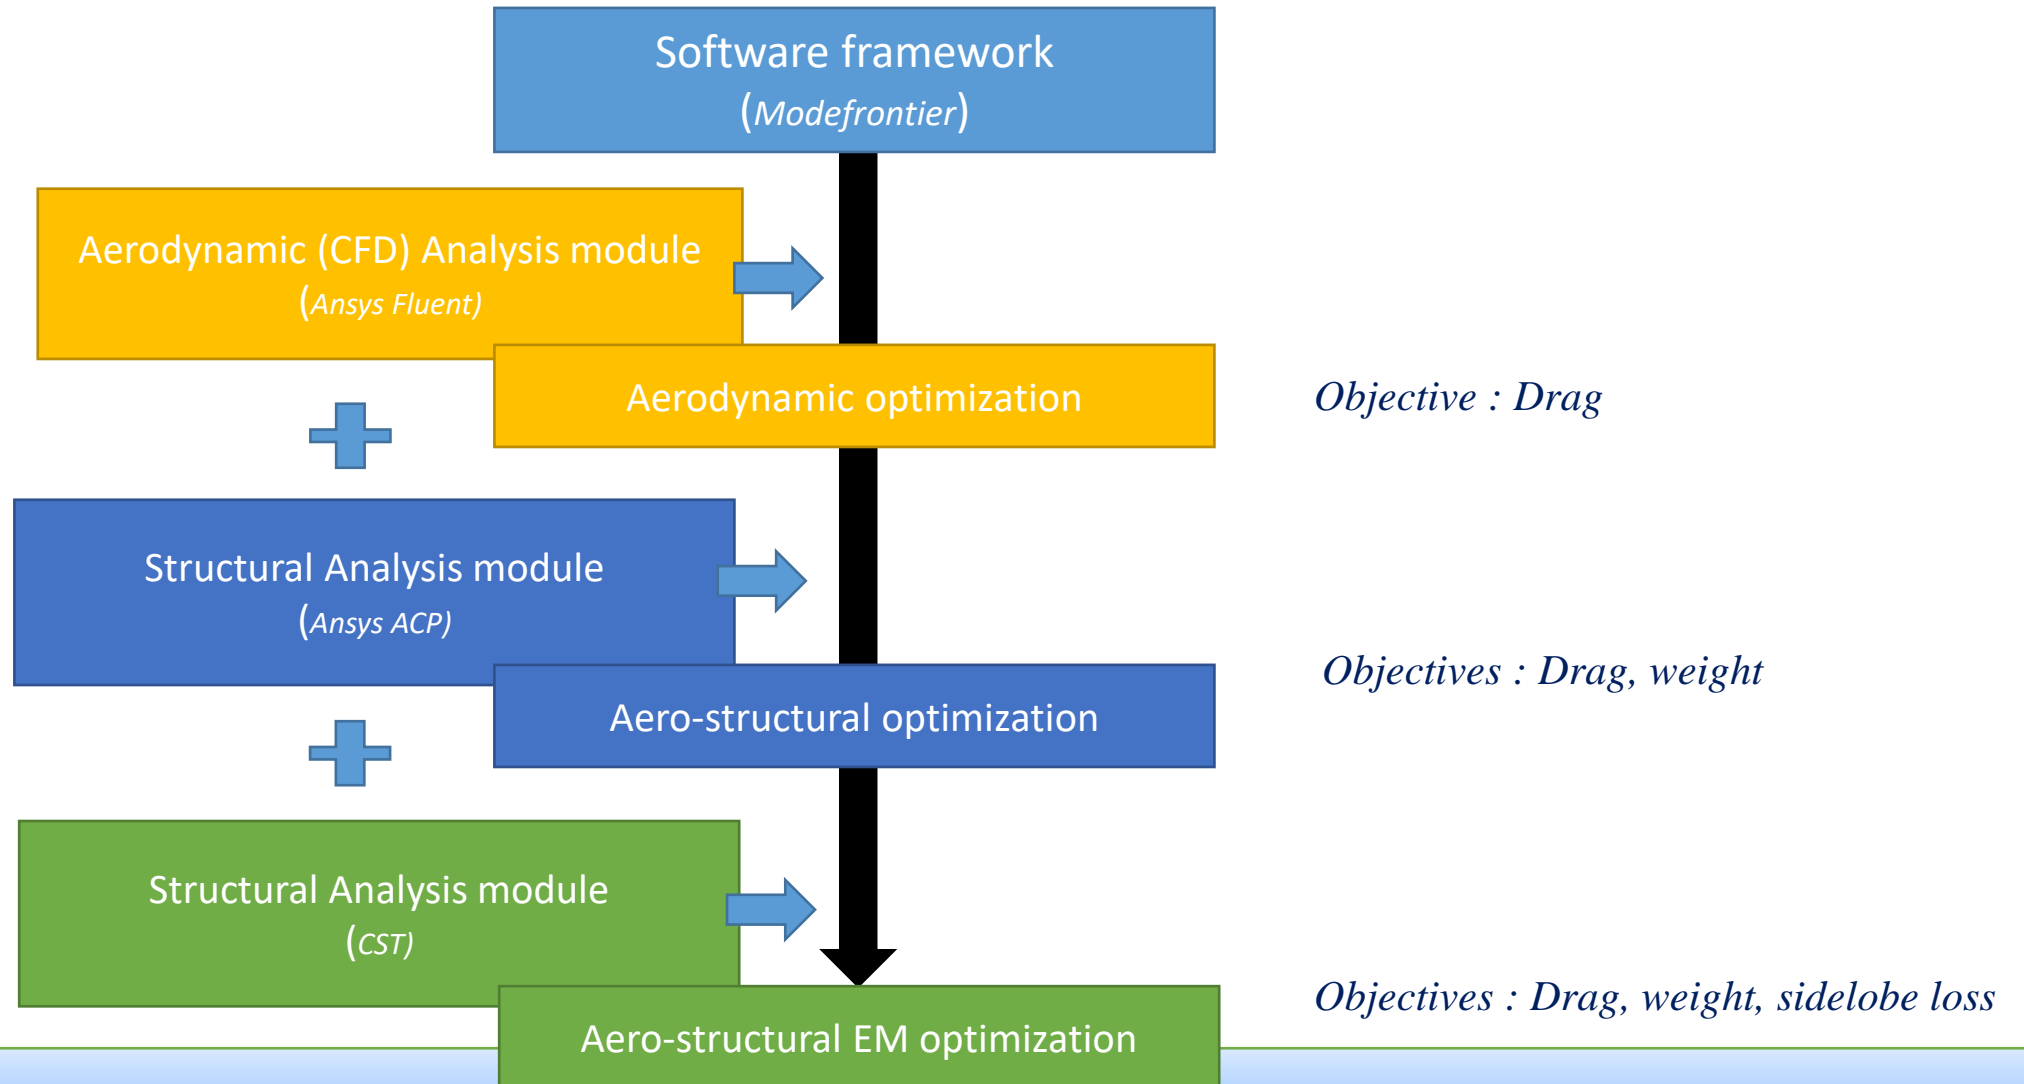 Software framework
(Modefrontier)
Aerodynamic (CFD) Analysis module
(Ansys Fluent)
Aerodynamic optimization
Objective : Drag
Structural Analysis module
(Ansys ACP)
Objectives : Drag, weight
Aero-structural optimization
Structural Analysis module
(CST)
Objectives : Drag, weight, sidelobe loss
Aero-structural EM optimization